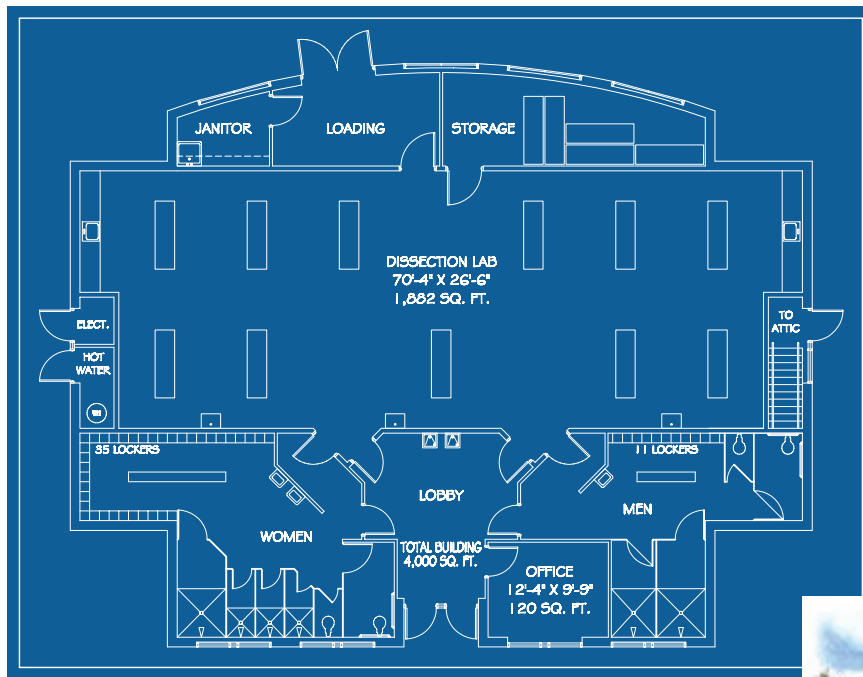 JANITOR
LOADING
STORAGE
DISSECTION LAB
70'-4" X 26'-6"
1,882 SQ. FT.
ELECT.
HOT
WATER
WH
TO
ATTIC
35 LOCKERS
11 LOCKERS
LOBBY
WOMEN
MEN
TOTAL BUILDING
4,000 SQ. FT.
OFFICE
12'-4" X 9'-9"
120 SQ. FT.